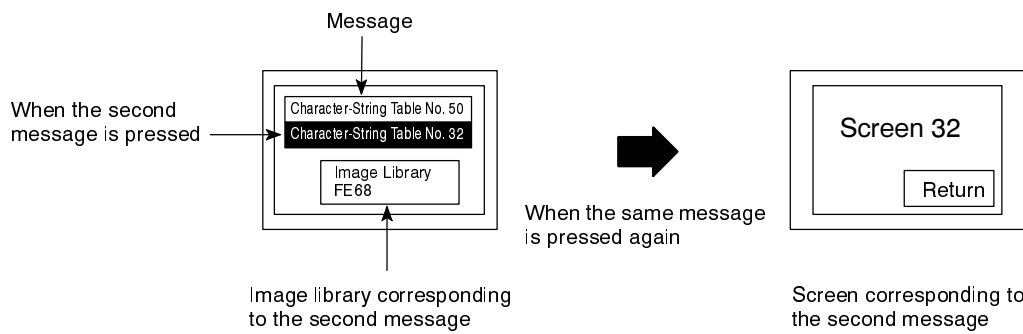 Message
When the second
message is pressed
Character-String Table No. 50
Character-String Table No. 32
Image Library
FE68
Image library corresponding
to the second message
When the same message
is pressed again
Screen 32
Return
Screen corresponding to
the second message